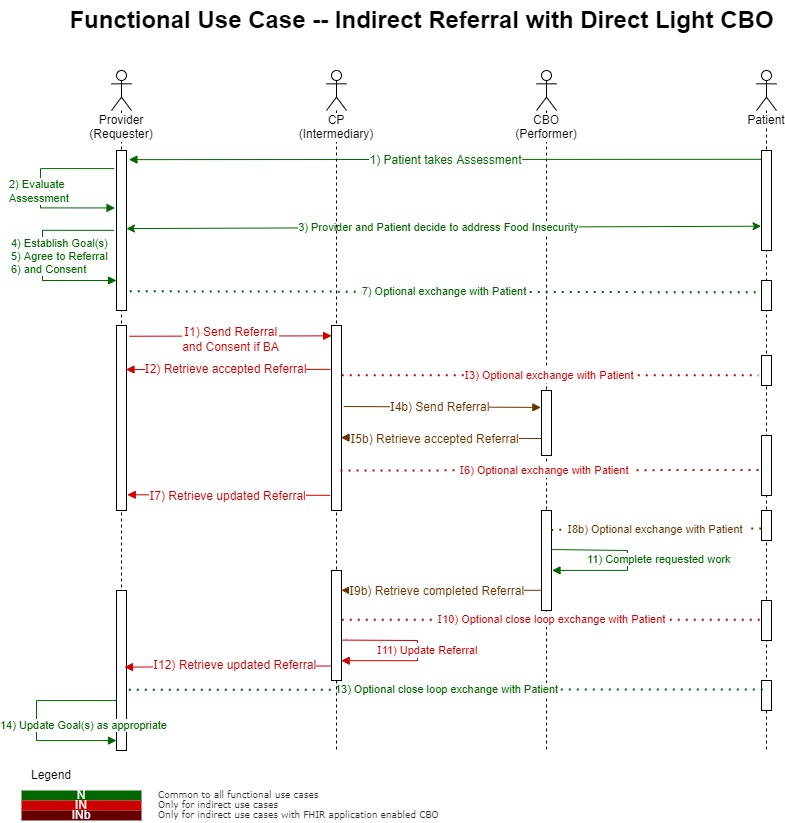 Functional Use Case -- Indirect Referral with Direct Light CBO
Provider
(Requester)
CP
(Intermediary)
CBO
(Performer)
Patient
1) Patient takes Assessment
2) Evaluate
Assessment
3) Provider and Patient decide to address Food Insecurity
4) Establish Goal(s)
5) Agree to Referral
6) and Consent
7) Optional exchange with Patient
I1) Send Referral
and Consent if BA
I2) Retrieve accepted Referral
I3) Optional exchange with Patient
I4b) Send Referral
I5b) Retrieve accepted Referral
I6) Optional exchange with Patient
I7) Retrieve updated Referral
I8b) Optional exchange with Patient
11) Complete requested work
I9b) Retrieve completed Referral
I10) Optional close loop exchange with Patient
I11) Update Referral
I12) Retrieve updated Referral
13) Optional close loop exchange with Patient
14) Update Goal(s) as appropriate
Legend
N Common to all functional use cases
IN Only for indirect use cases
INb Only for indirect use cases with FHIR application enabled CBO